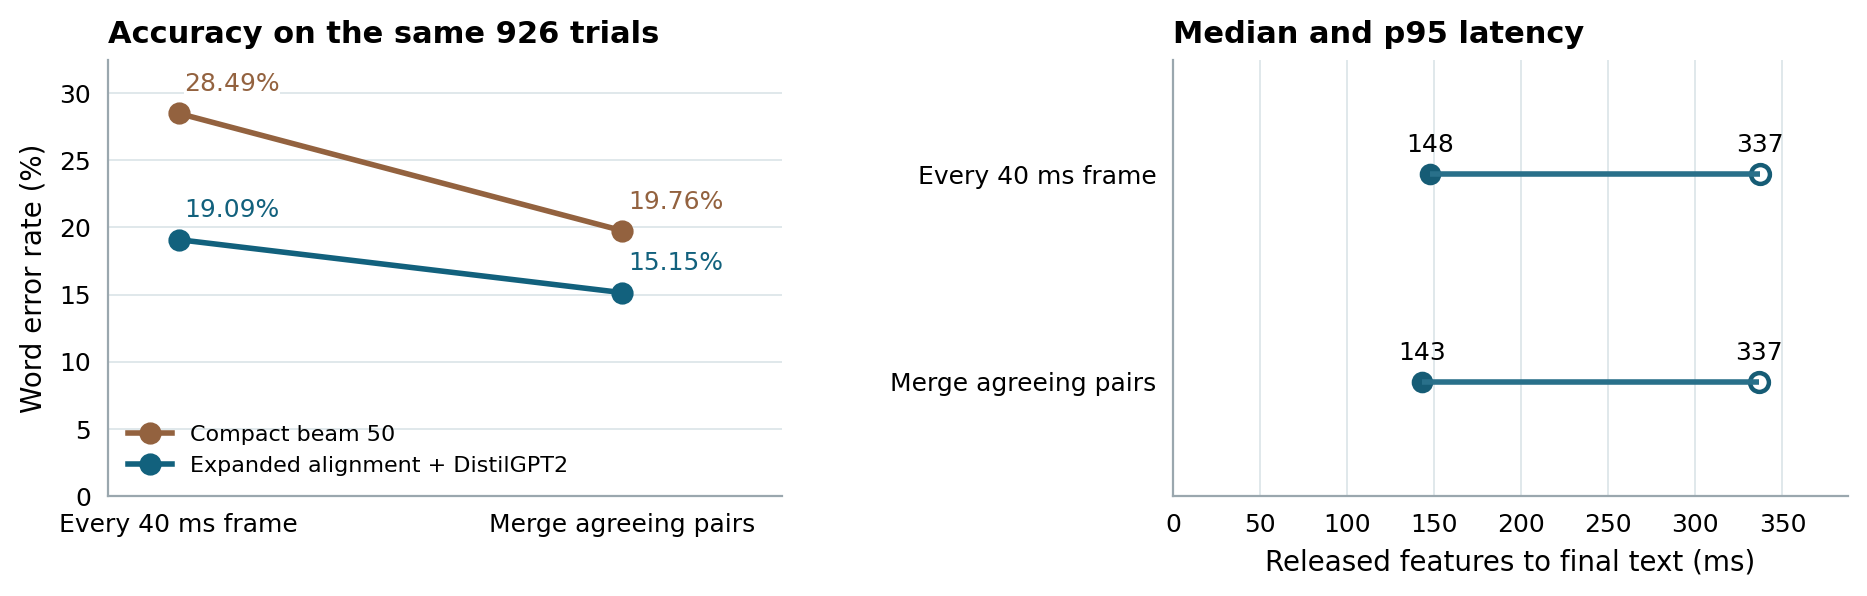 Accuracy on the same 926 trials
Word error rate (%)
30
25
20
15
10
5
0
28.49%
19.09%
19.76%
15.15%
Compact beam 50
Expanded alignment + DistilGPT2
Every 40 ms frame
Merge agreeing pairs
Median and p95 latency
Every 40 ms frame
148
337
Merge agreeing pairs
143
337
0 50 100 150 200 250 300 350
Released features to final text (ms)